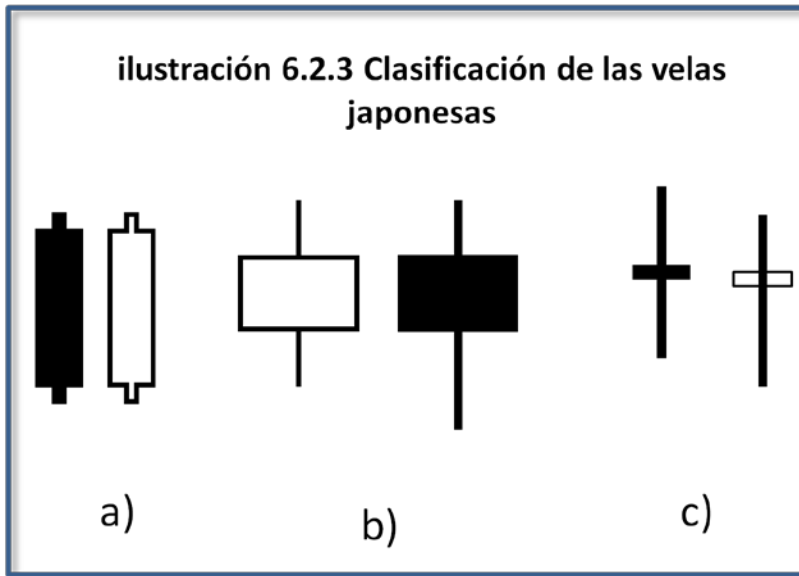 ilustración 6.2.3 Clasificación de las velas
japonesas
a)
b)
c)